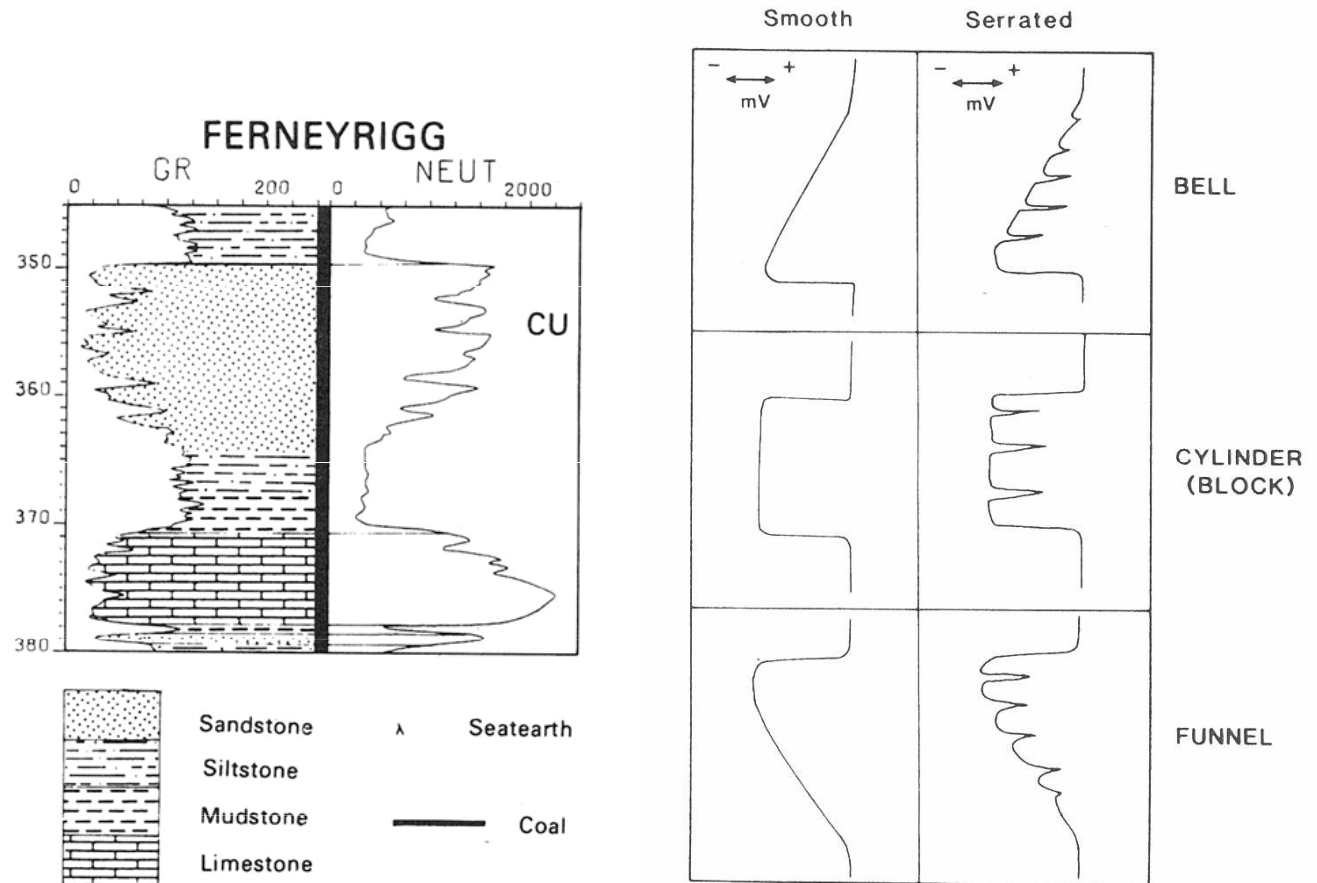 FERNEYRIGG
GR NEUT
0 200 0 2000
350
360
370
380
CU
Sandstone
Siltstone
Mudstone
Limestone
λ Seatearth
Coal
Smooth Serrated
- +
mV
- +
mV
BELL
CYLINDER
(BLOCK)
FUNNEL